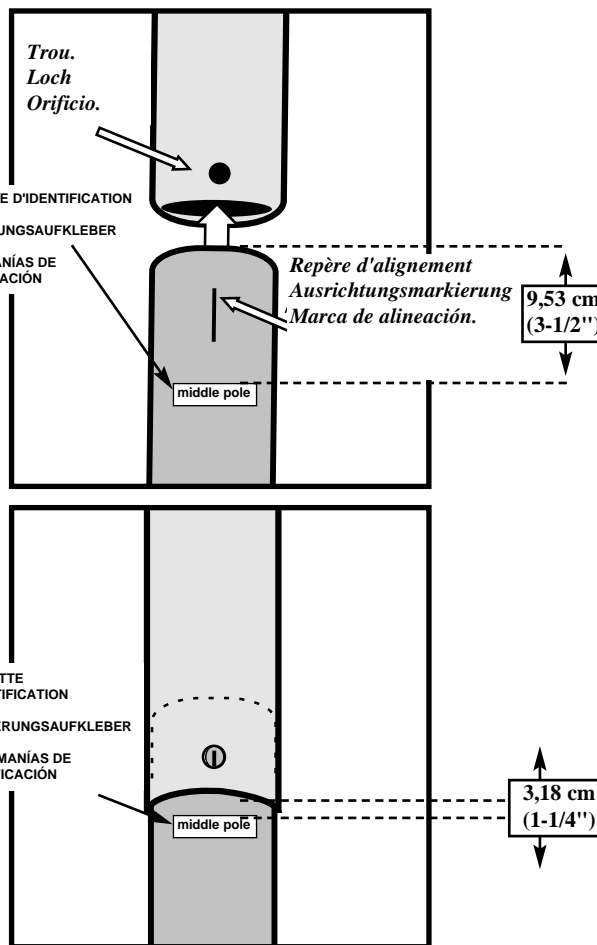 Trou.
Loch
Orificio.
E D'IDENTIFICATION
UNGSAUFKLEBER
ANÍAS DE
ACIÓN
Repère d'alignement
Ausrichtungsmarkierung
Marca de alineación.
9,53 cm
(3-1/2")
middle pole
TTE
TIFICATION
ERUNGSAUFKLEBER
MANÍAS DE
ICACIÓN
middle pole
3,18 cm
(1-1/4")